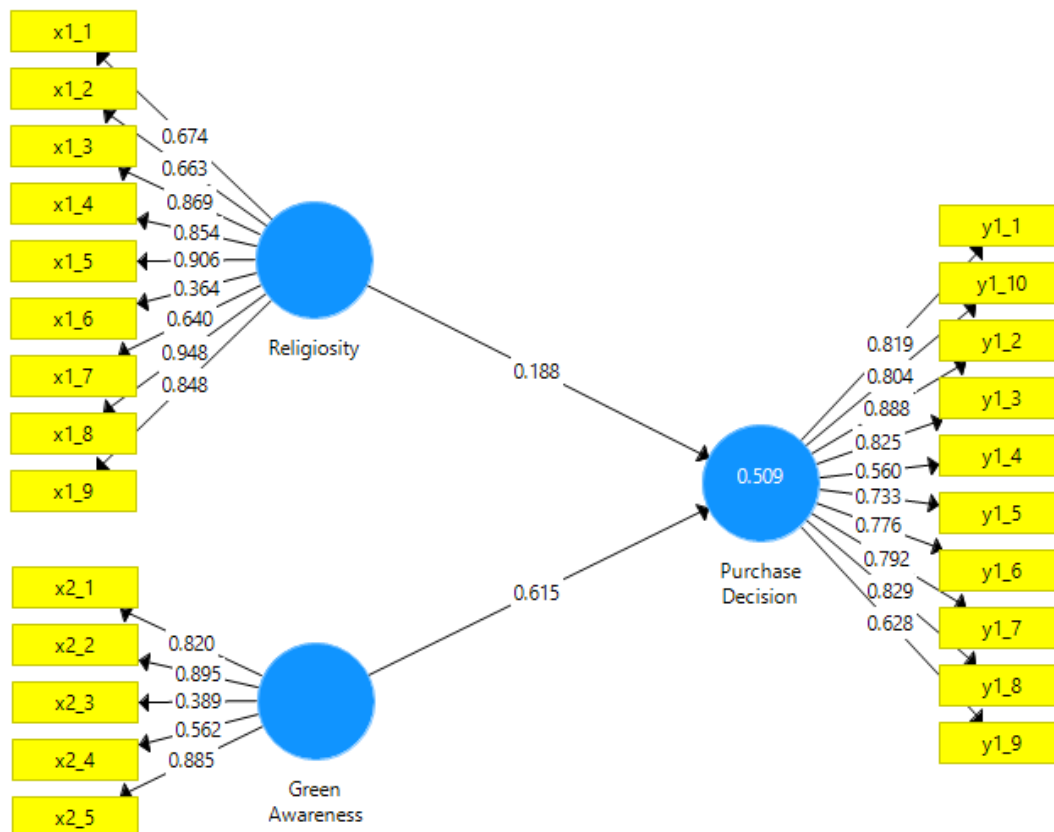 x1_1
x1_2
x1_3
x1_4
x1_5
x1_6
x1_7
x1_8
x1_9
0.674
0.663
0.869
0.854
0.906
0.364
0.640
0.948
0.848
Religiosity
0.188
x2_1
x2_2
x2_3
x2_4
x2_5
0.820
0.895
0.389
0.562
0.885
Green
Awareness
0.615
0.509
Purchase
Decision
0.819
0.804
0.888
0.825
0.560
0.733
0.776
0.792
0.829
0.628
y1_1
y1_10
y1_2
y1_3
y1_4
y1_5
y1_6
y1_7
y1_8
y1_9